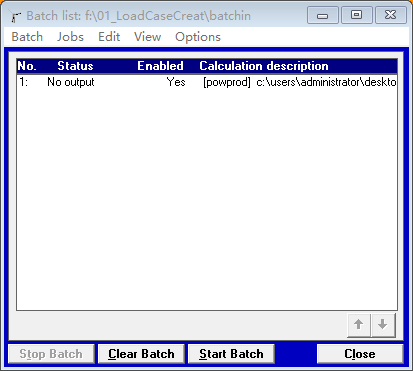 Batch list: f:\01_LoadCaseCreat\batchin
Batch Jobs Edit View Options
No. Status Enabled Calculation description
1: No output Yes [powprod] c:\users\administrator\deskto
Stop Batch Clear Batch Start Batch Close